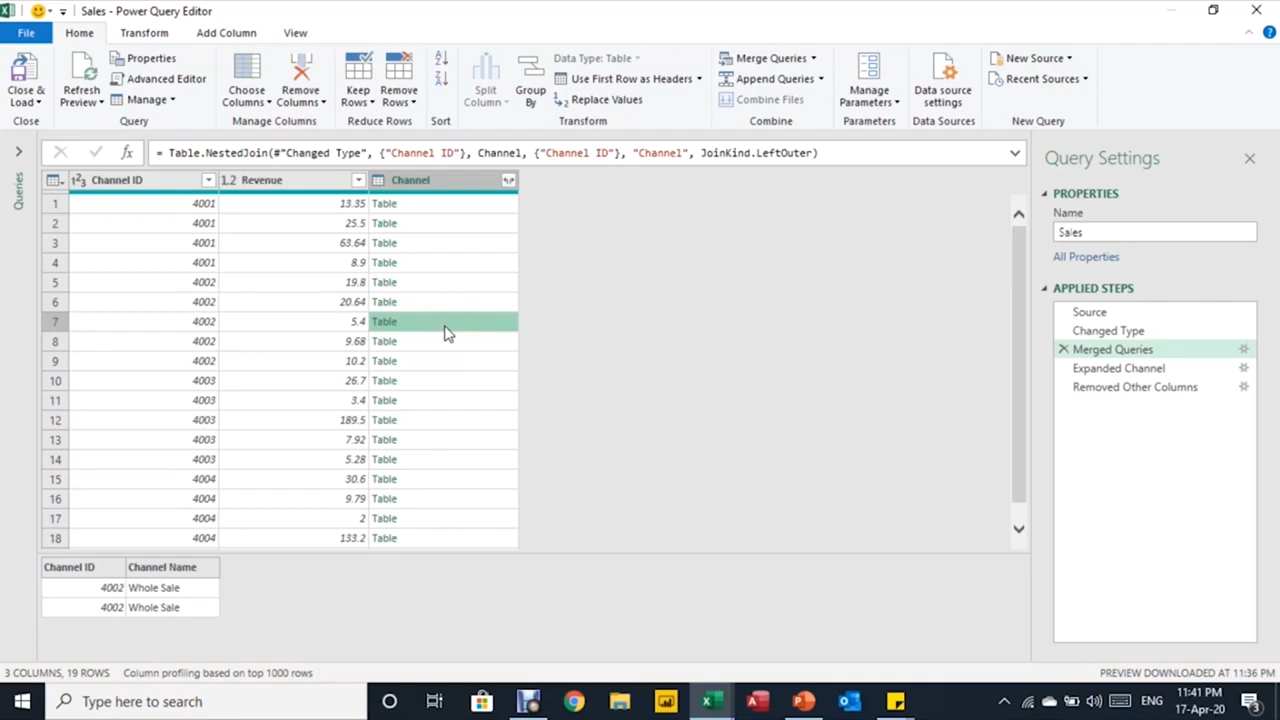 Sales - Power Query Editor
File Home Transform Add Column View
Close & Load
Close
Refresh Preview
Properties
Advanced Editor
Manage
Query
Choose Columns
Remove Columns
Manage Columns
Keep Rows
Remove Rows
Reduce Rows
Sort
Split Column
Group By
Data Type: Table
Use First Row as Headers
Replace Values
Transform
Merge Queries
Append Queries
Combine Files
Combine
Manage Parameters
Parameters
Data source settings
Data Sources
New Source
Recent Sources
New Query
Queries
= Table.NestedJoin(#"Changed Type", {"Channel ID"}, Channel, {"Channel ID"}, "Channel", JoinKind.LeftOuter)
Channel ID 1.2 Revenue Channel
1 4001 13.35 Table
2 4001 25.5 Table
3 4001 63.64 Table
4 4001 8.9 Table
5 4002 19.8 Table
6 4002 20.64 Table
7 4002 5.4 Table
8 4002 9.68 Table
9 4002 10.2 Table
10 4003 26.7 Table
11 4003 3.4 Table
12 4003 189.5 Table
13 4003 7.92 Table
14 4003 5.28 Table
15 4004 30.6 Table
16 4004 9.79 Table
17 4004 2 Table
18 4004 133.2 Table
Channel ID Channel Name
4002 Whole Sale
4002 Whole Sale
Query Settings
PROPERTIES
Name
Sales
All Properties
APPLIED STEPS
Source
Changed Type
Merged Queries
Expanded Channel
Removed Other Columns
3 COLUMNS, 19 ROWS Column profiling based on top 1000 rows
PREVIEW DOWNLOADED AT 11:36 PM
Type here to search
ENG
11:41 PM
17-Apr-20
3